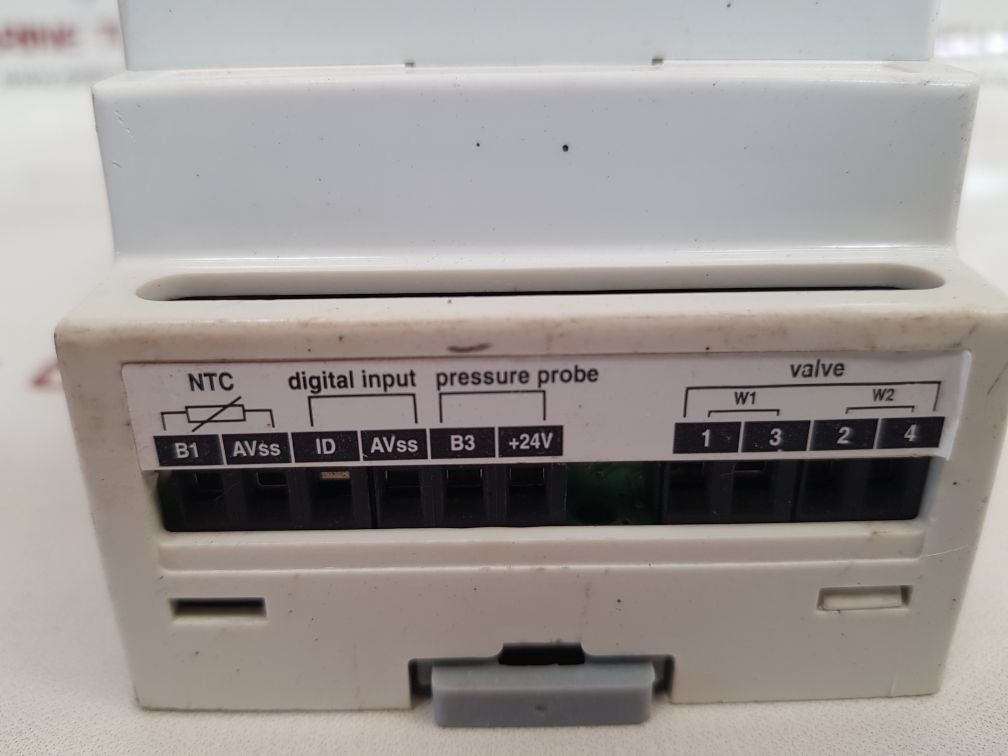 NTC digital input pressure probe valve
W1 W2
B1 AVss ID AVss B3 +24V 1 3 2 4